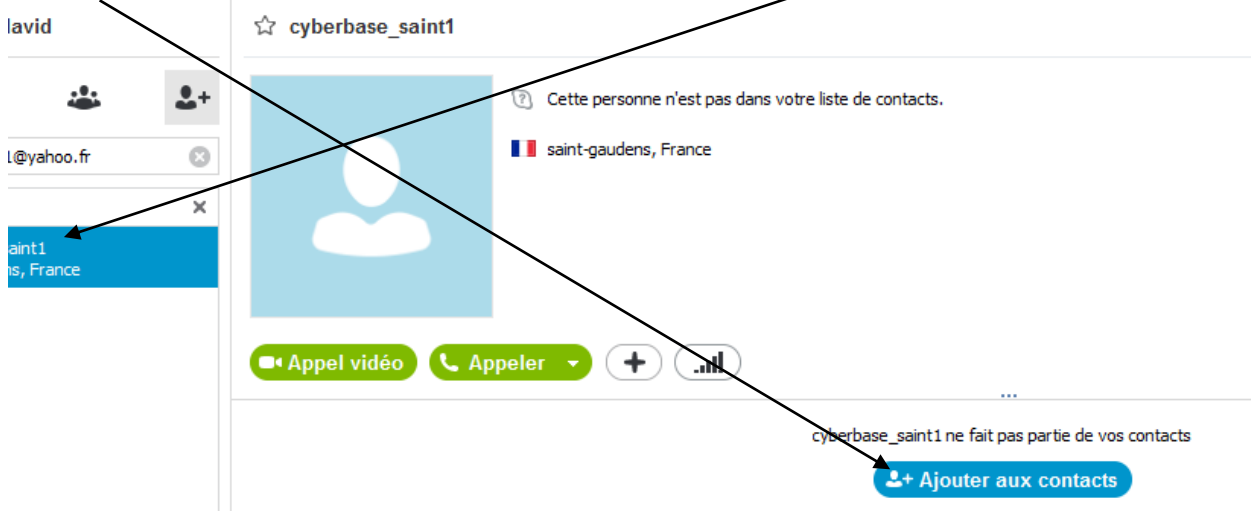 cyberbase_saint1
Cette personne n'est pas dans votre liste de contacts.
1@yahoo.fr
saint-gaudens, France
aint1
ns, France
Appel vidéo
Appeler
cyberbase_saint1 ne fait pas partie de vos contacts
Ajouter aux contacts